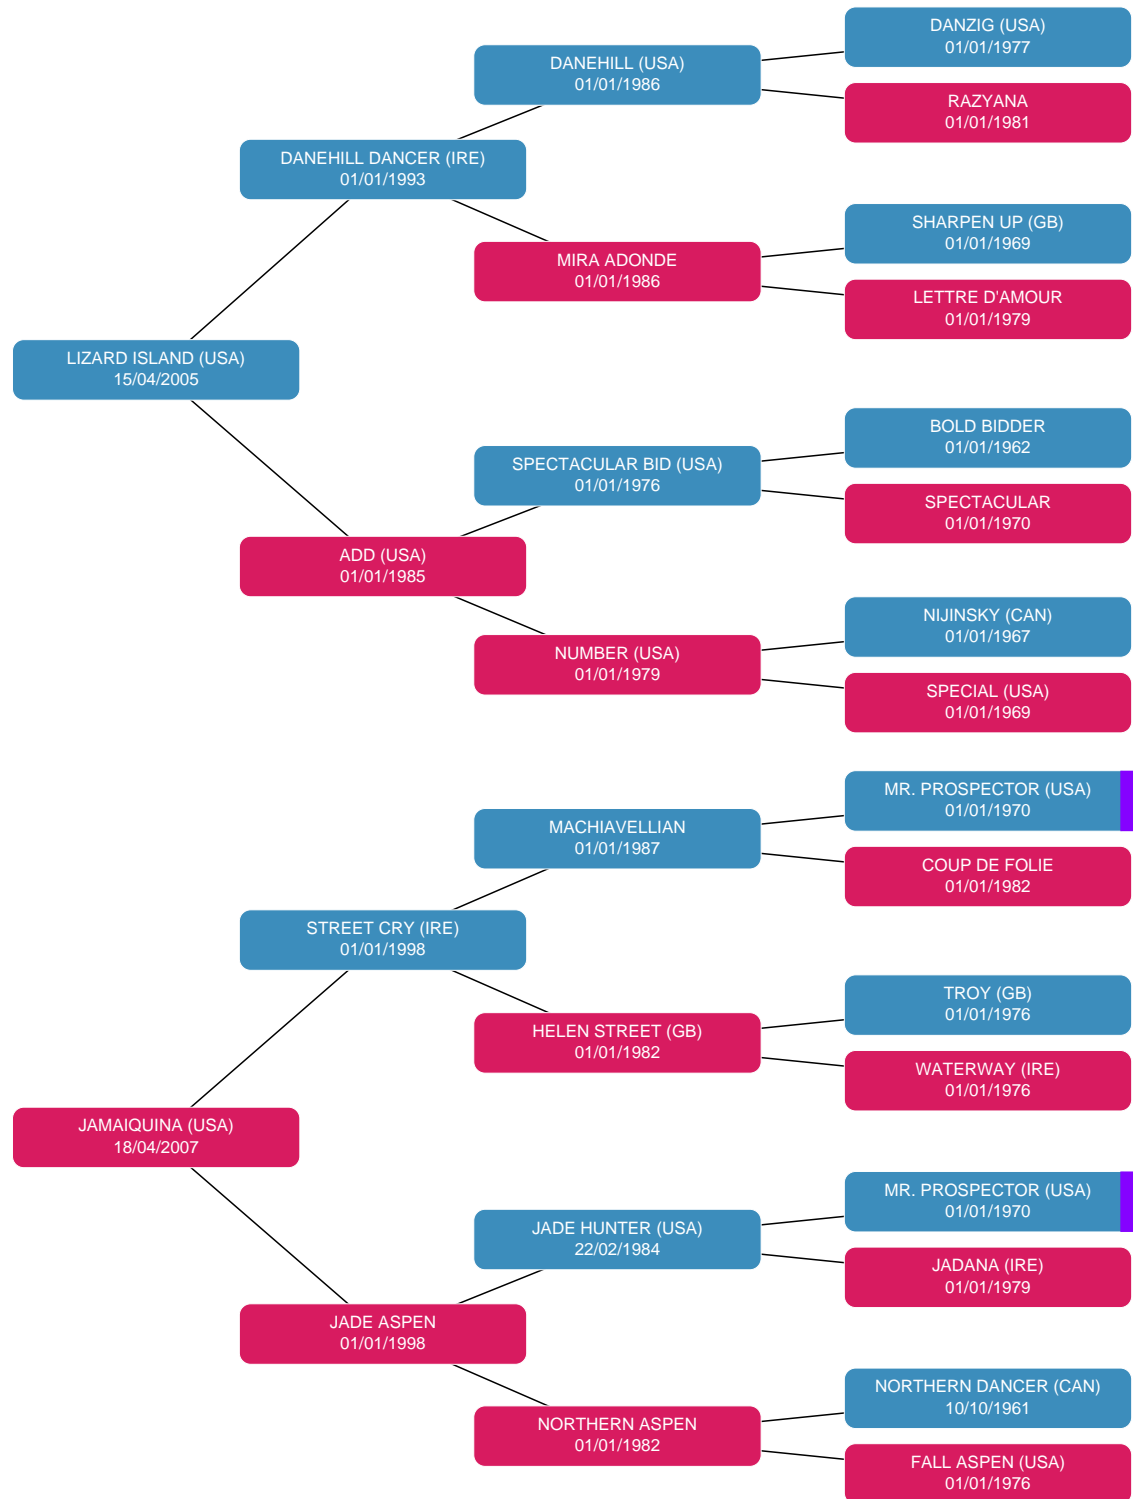 DANZIG (USA)
01/01/1977
DANEHILL (USA)
01/01/1986
RAZYANA
01/01/1981
DANEHILL DANCER (IRE)
01/01/1993
SHARPEN UP (GB)
01/01/1969
MIRA ADONDE
01/01/1986
LETTRE D'AMOUR
01/01/1979
LIZARD ISLAND (USA)
15/04/2005
BOLD BIDDER
01/01/1962
SPECTACULAR BID (USA)
01/01/1976
SPECTACULAR
01/01/1970
ADD (USA)
01/01/1985
NIJINSKY (CAN)
01/01/1967
NUMBER (USA)
01/01/1979
SPECIAL (USA)
01/01/1969
MR. PROSPECTOR (USA)
01/01/1970
MACHIAVELLIAN
01/01/1987
COUP DE FOLIE
01/01/1982
STREET CRY (IRE)
01/01/1998
TROY (GB)
01/01/1976
HELEN STREET (GB)
01/01/1982
WATERWAY (IRE)
01/01/1976
JAMAIQUINA (USA)
18/04/2007
MR. PROSPECTOR (USA)
01/01/1970
JADE HUNTER (USA)
22/02/1984
JADANA (IRE)
01/01/1979
JADE ASPEN
01/01/1998
NORTHERN DANCER (CAN)
10/10/1961
NORTHERN ASPEN
01/01/1982
FALL ASPEN (USA)
01/01/1976